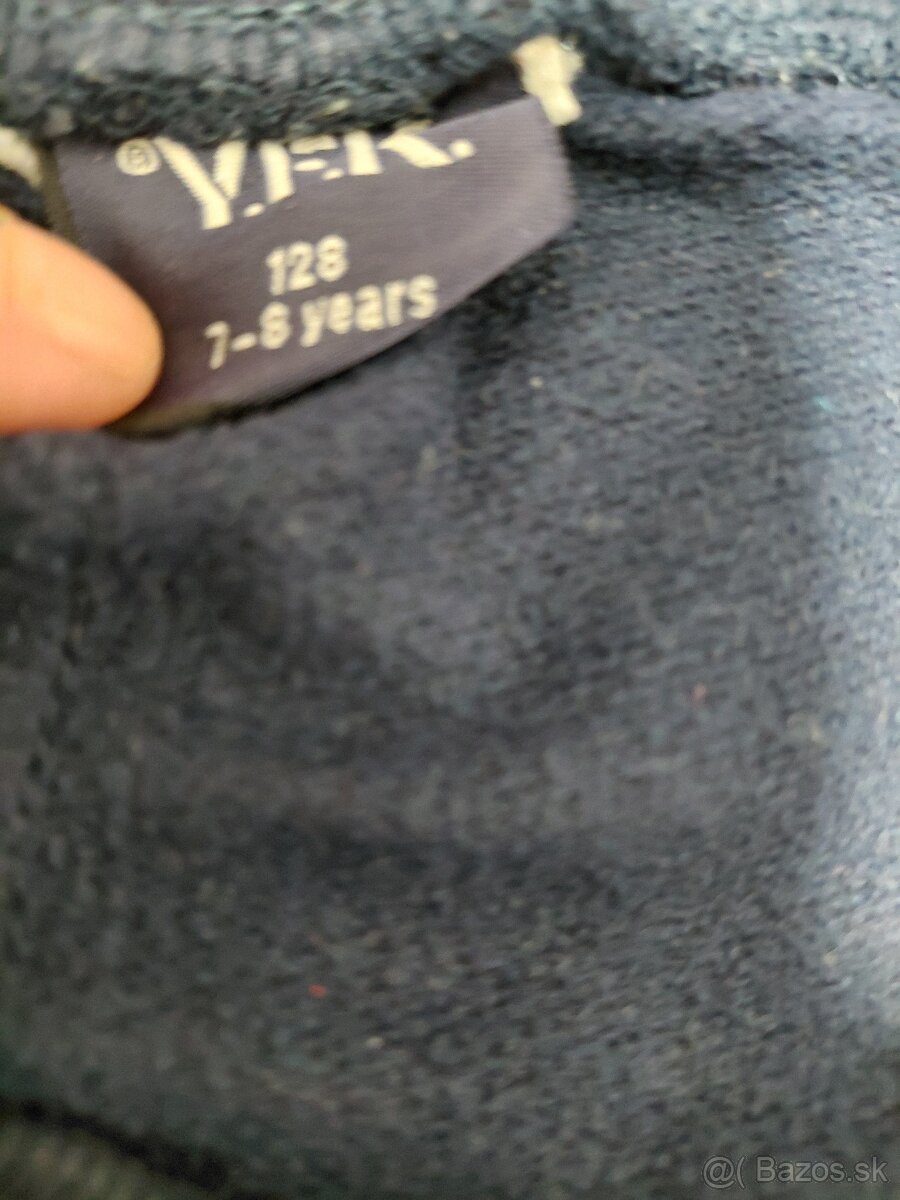 ® Y.F.K.
128
7-8 years
@( Bazos.sk